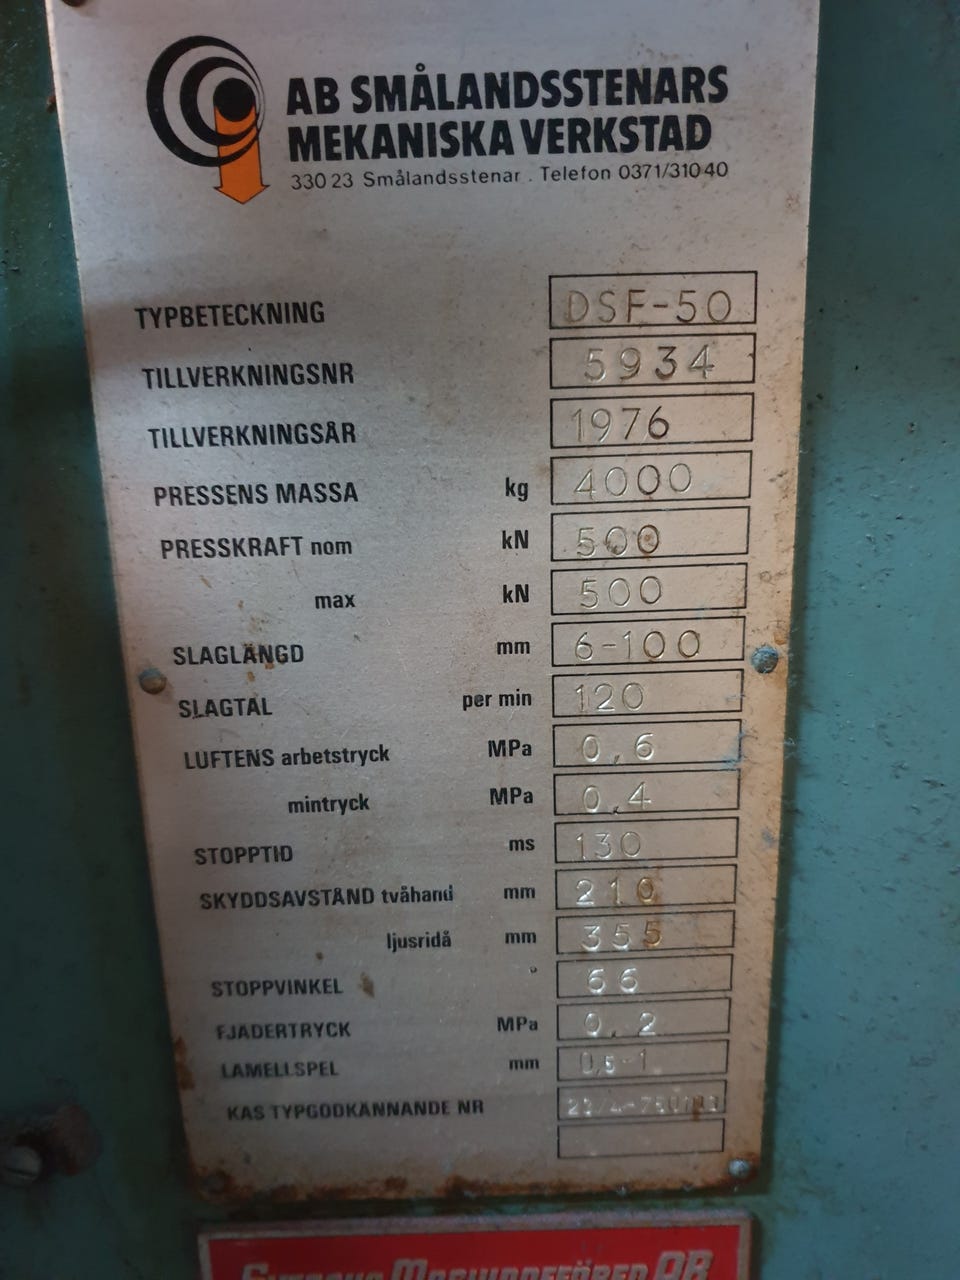 AB SMÅLANDSSTENARS
MEKANISKA VERKSTAD
330 23 Smålandsstenar . Telefon 0371/310 40
TYPBETECKNING DSF-50
TILLVERKNINGSNR 5934
TILLVERKNINGSÅR 1976
PRESSENS MASSA kg 4000
PRESSKRAFT nom kN 500
max kN 500
SLAGLÄNGD mm 6-100
SLAGTAL per min 120
LUFTENS arbetstryck MPa 0,6
mintryck MPa 0,4
STOPPTID ms 130
SKYDDSAVSTÅND tvåhand mm 210
ljusridå mm 355
STOPPVINKEL ° 66
FJÄDERTRYCK MPa 0,2
LAMELLSPEL mm 0,5-1
KAS TYPGODKÄNNANDE NR
AB